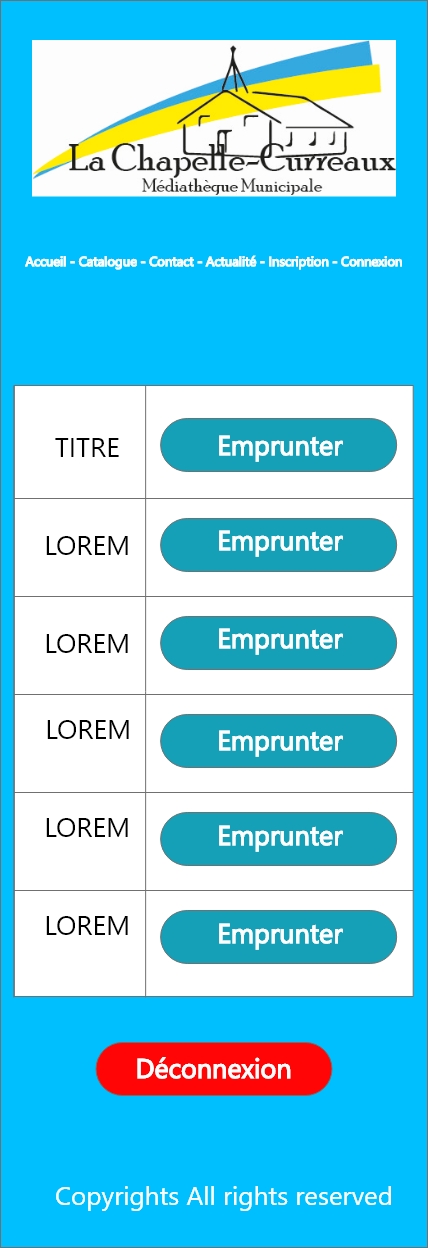 La Chapelle-Curreaux
Médiathèque Municipale
Accueil - Catalogue - Contact - Actualité - Inscription - Connexion
TITRE Emprunter
LOREM Emprunter
LOREM Emprunter
LOREM Emprunter
LOREM Emprunter
LOREM Emprunter
Déconnexion
Copyrights All rights reserved